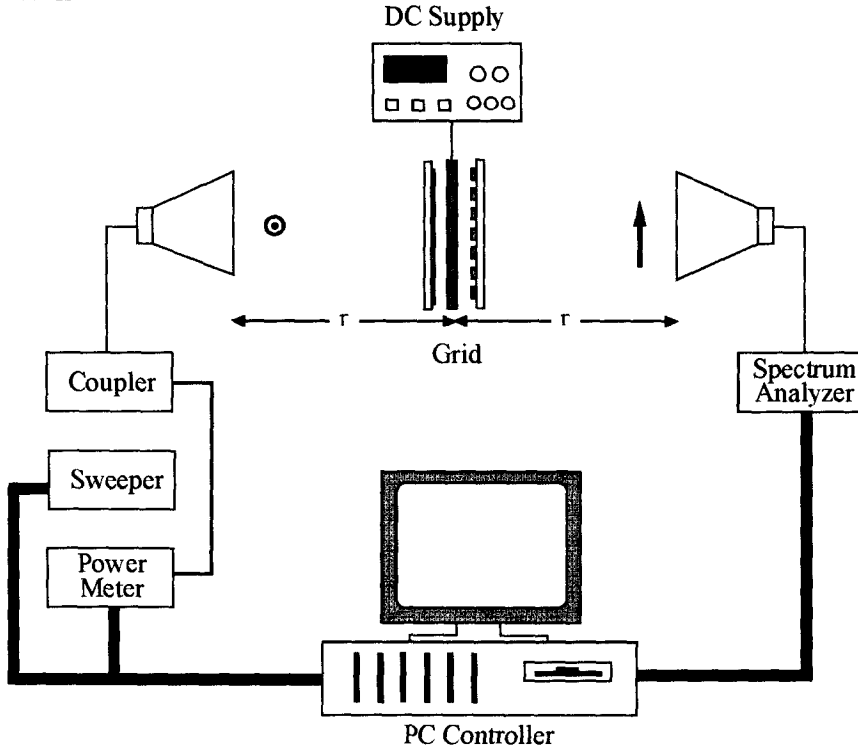 DC Supply
r
r
Grid
Coupler
Spectrum
Analyzer
Sweeper
Power
Meter
PC Controller